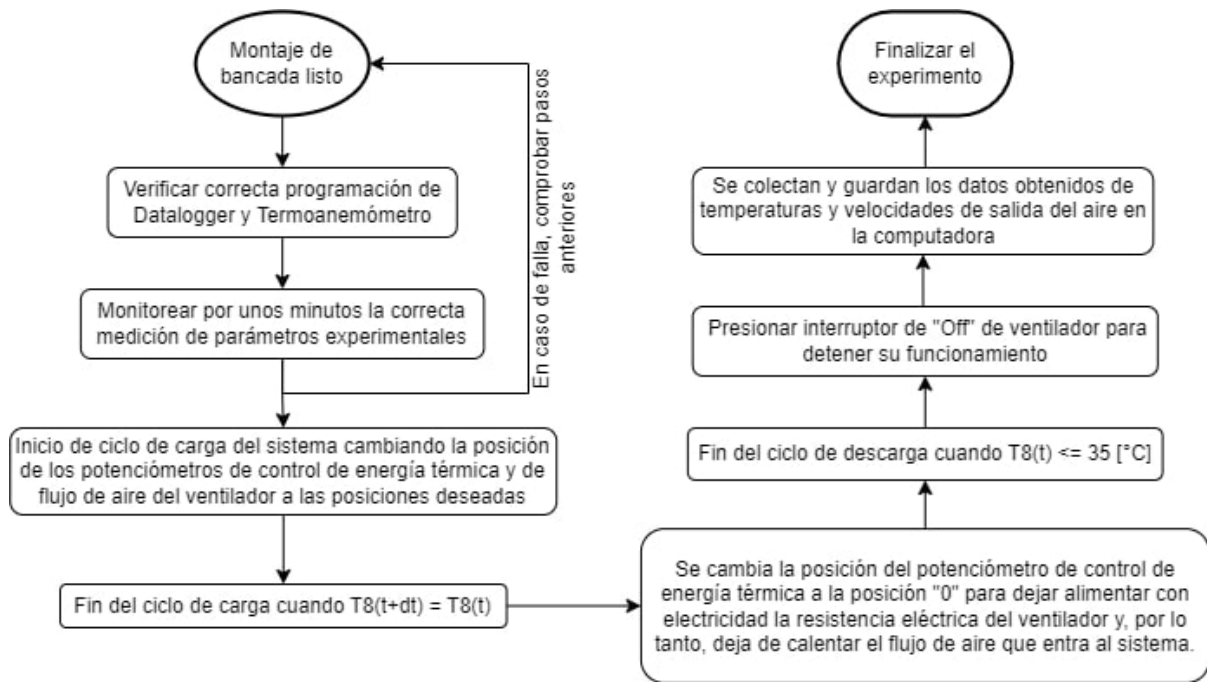 Montaje de
bancada listo
En caso de falla, comprobar pasos
anteriores
Verificar correcta programación de
Datalogger y Termoanemómetro
Monitorear por unos minutos la correcta
medición de parámetros experimentales
Inicio de ciclo de carga del sistema cambiando la posición
de los potenciómetros de control de energía térmica y de
flujo de aire del ventilador a las posiciones deseadas
Fin del ciclo de carga cuando T8(t+dt) = T8(t)
Se cambia la posición del potenciómetro de control de
energía térmica a la posición "0" para dejar alimentar con
electricidad la resistencia eléctrica del ventilador y, por lo
tanto, deja de calentar el flujo de aire que entra al sistema.
Fin del ciclo de descarga cuando T8(t) <= 35 [°C]
Presionar interruptor de "Off" de ventilador para
detener su funcionamiento
Se colectan y guardan los datos obtenidos de
temperaturas y velocidades de salida del aire en
la computadora
Finalizar el
experimento